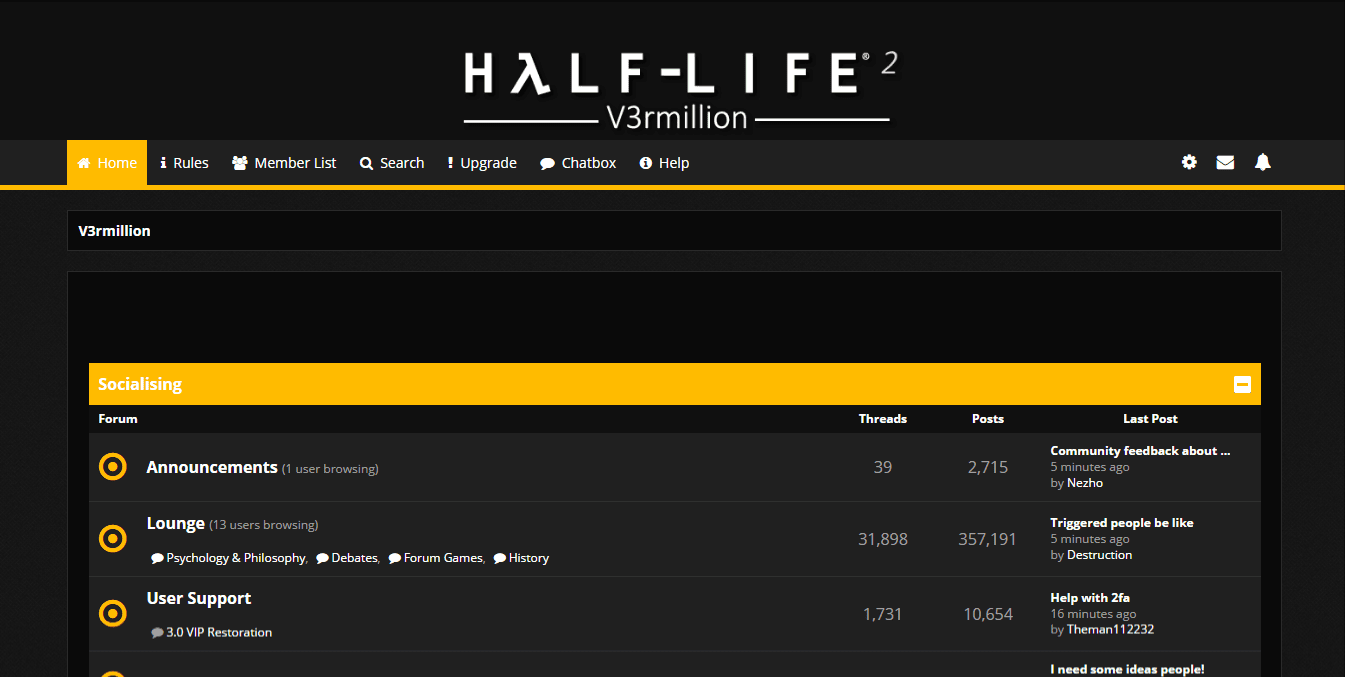 HλLF-LIFE® 2
V3rmillion
Home Rules Member List Search Upgrade Chatbox Help
V3rmillion
Socialising
Forum Threads Posts Last Post
Announcements (1 user browsing) 39 2,715 Community feedback about ...
5 minutes ago
by Nezho
Lounge (13 users browsing) 31,898 357,191 Triggered people be like
5 minutes ago
by Destruction
Psychology & Philosophy, Debates, Forum Games, History
User Support 1,731 10,654 Help with 2fa
16 minutes ago
by Theman112232
3.0 VIP Restoration
I need some ideas people!